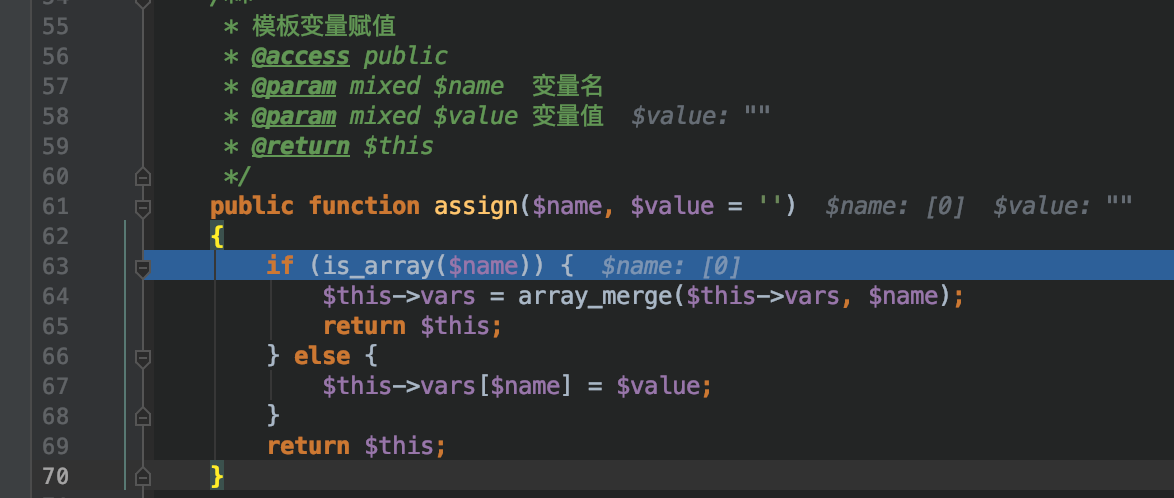 55 * 模板变量赋值
56 * @access public
57 * @param mixed $name 变量名
58 * @param mixed $value 变量值 $value: ""
59 * @return $this
60 */
61 public function assign($name, $value = '') $name: [0] $value: ""
62 {
63 if (is_array($name)) { $name: [0]
64 $this->vars = array_merge($this->vars, $name);
65 return $this;
66 } else {
67 $this->vars[$name] = $value;
68 }
69 return $this;
70 }